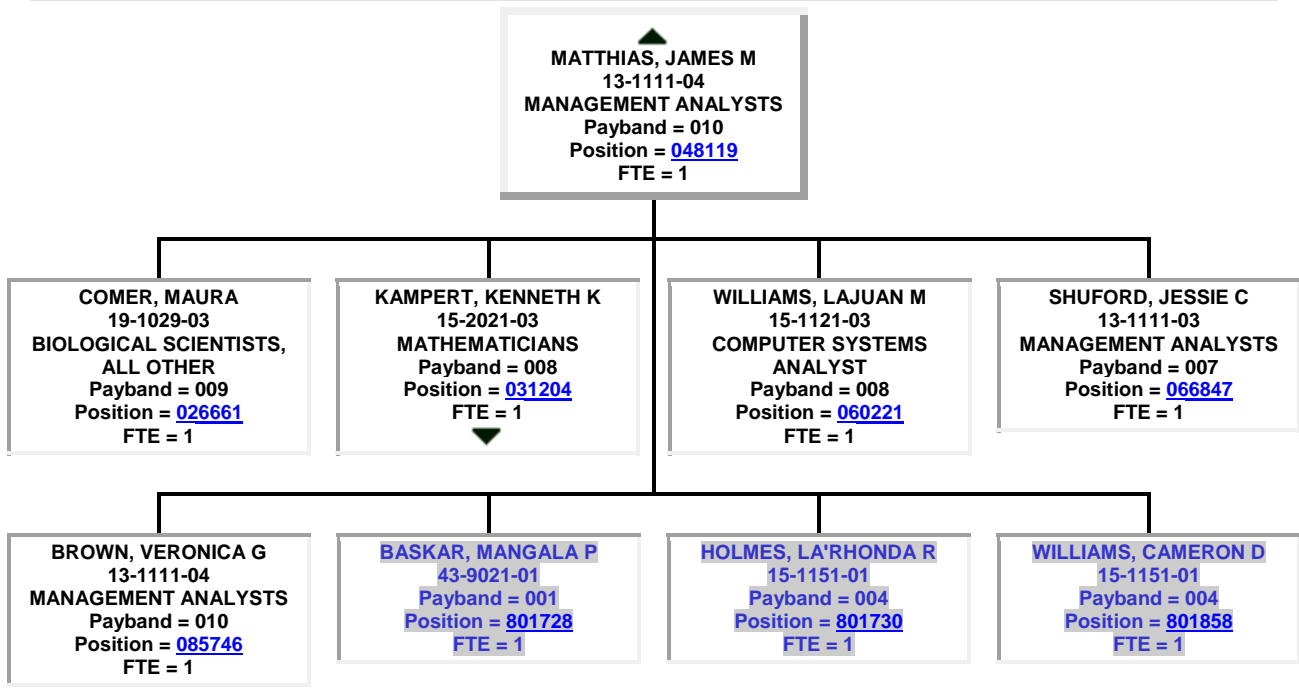 MATTHIAS, JAMES M
13-1111-04
MANAGEMENT ANALYSTS
Payband = 010
Position = 048119
FTE = 1
COMER, MAURA
19-1029-03
BIOLOGICAL SCIENTISTS,
ALL OTHER
Payband = 009
Position = 026661
FTE = 1
KAMPERT, KENNETH K
15-2021-03
MATHEMATICIANS
Payband = 008
Position = 031204
FTE = 1
WILLIAMS, LAJUAN M
15-1121-03
COMPUTER SYSTEMS
ANALYST
Payband = 008
Position = 060221
FTE = 1
SHUFORD, JESSIE C
13-1111-03
MANAGEMENT ANALYSTS
Payband = 007
Position = 066847
FTE = 1
BROWN, VERONICA G
13-1111-04
MANAGEMENT ANALYSTS
Payband = 010
Position = 085746
FTE = 1
BASKAR, MANGALA P
43-9021-01
Payband = 001
Position = 801728
FTE = 1
HOLMES, LA'RHONDA R
15-1151-01
Payband = 004
Position = 801730
FTE = 1
WILLIAMS, CAMERON D
15-1151-01
Payband = 004
Position = 801858
FTE = 1